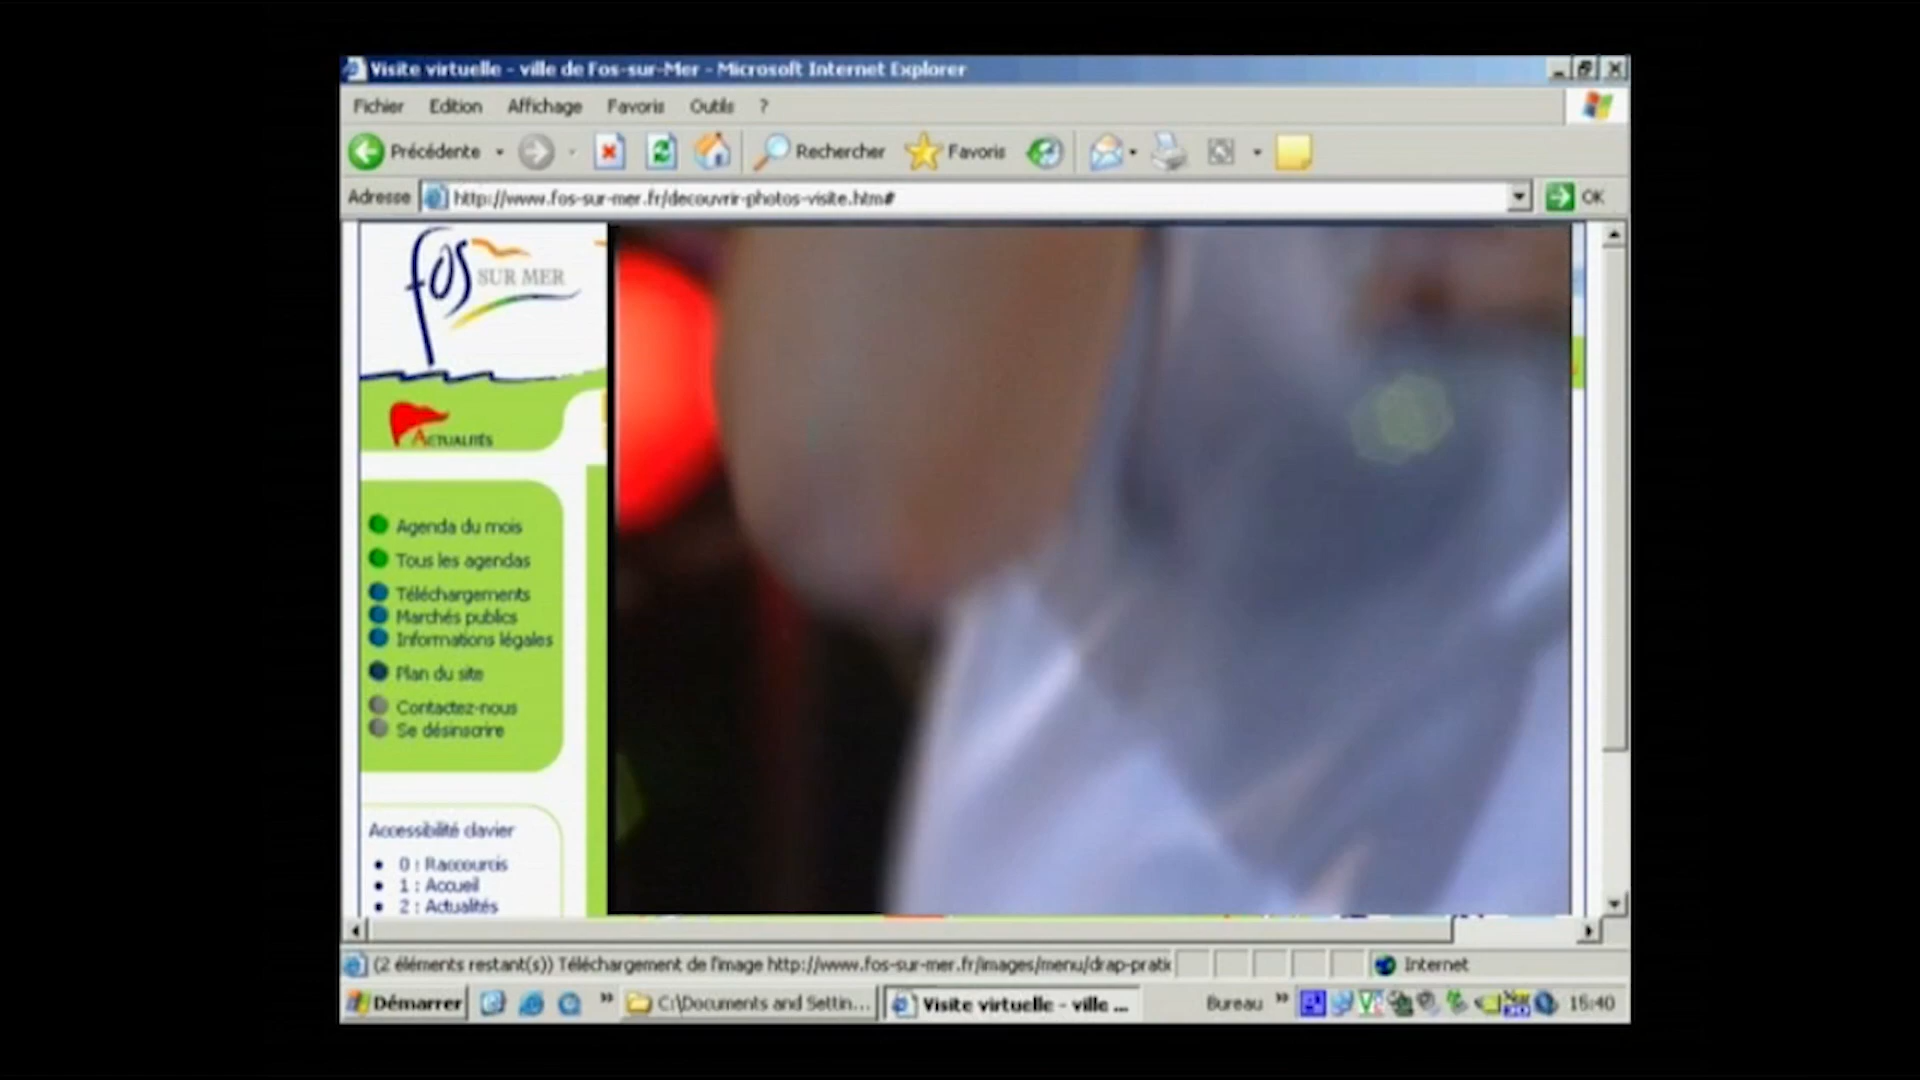 Visite virtuelle - ville de Fos-sur-Mer - Microsoft Internet Explorer
Fichier Edition Affichage Favoris Outils ?
Précédente Rechercher Favoris
Adresse http://www.fos-sur-mer.fr/decouvrir-photos-visite.htm# OK
fos SUR MER
ACTUALITÉS
Agenda du mois
Tous les agendas
Téléchargements
Marchés publics
Informations légales
Plan du site
Contactez-nous
Se désinscrire
Accessibilité clavier
0 : Raccourcis
1 : Accueil
2 : Actualités
(2 éléments restant(s)) Téléchargement de l'image http://www.fos-sur-mer.fr/images/menu/drap-pratic Internet
Démarrer » C:\Documents and Settin... Visite virtuelle - ville ... Bureau » 15:40